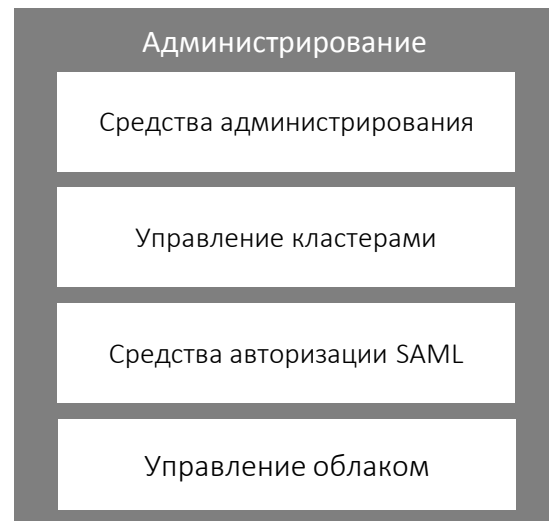 Администрирование
Средства администрирования
Управление кластерами
Средства авторизации SAML
Управление облаком